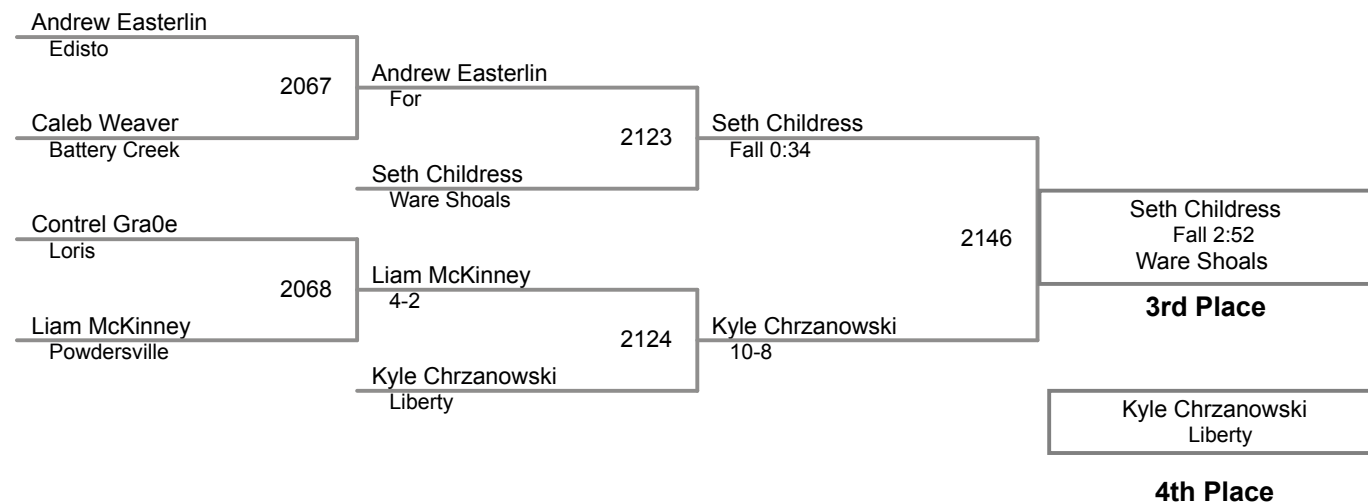 Andrew Easterlin
Edisto
2067
Caleb Weaver
Battery Creek
Contrel Gra0e
Loris
2068
Liam McKinney
Powdersville
Andrew Easterlin
For
2123
Seth Childress
Ware Shoals
Liam McKinney
4-2
2124
Kyle Chrzanowski
Liberty
Seth Childress
Fall 0:34
2146
Kyle Chrzanowski
10-8
Seth Childress
Fall 2:52
Ware Shoals
3rd Place
Kyle Chrzanowski
Liberty
4th Place